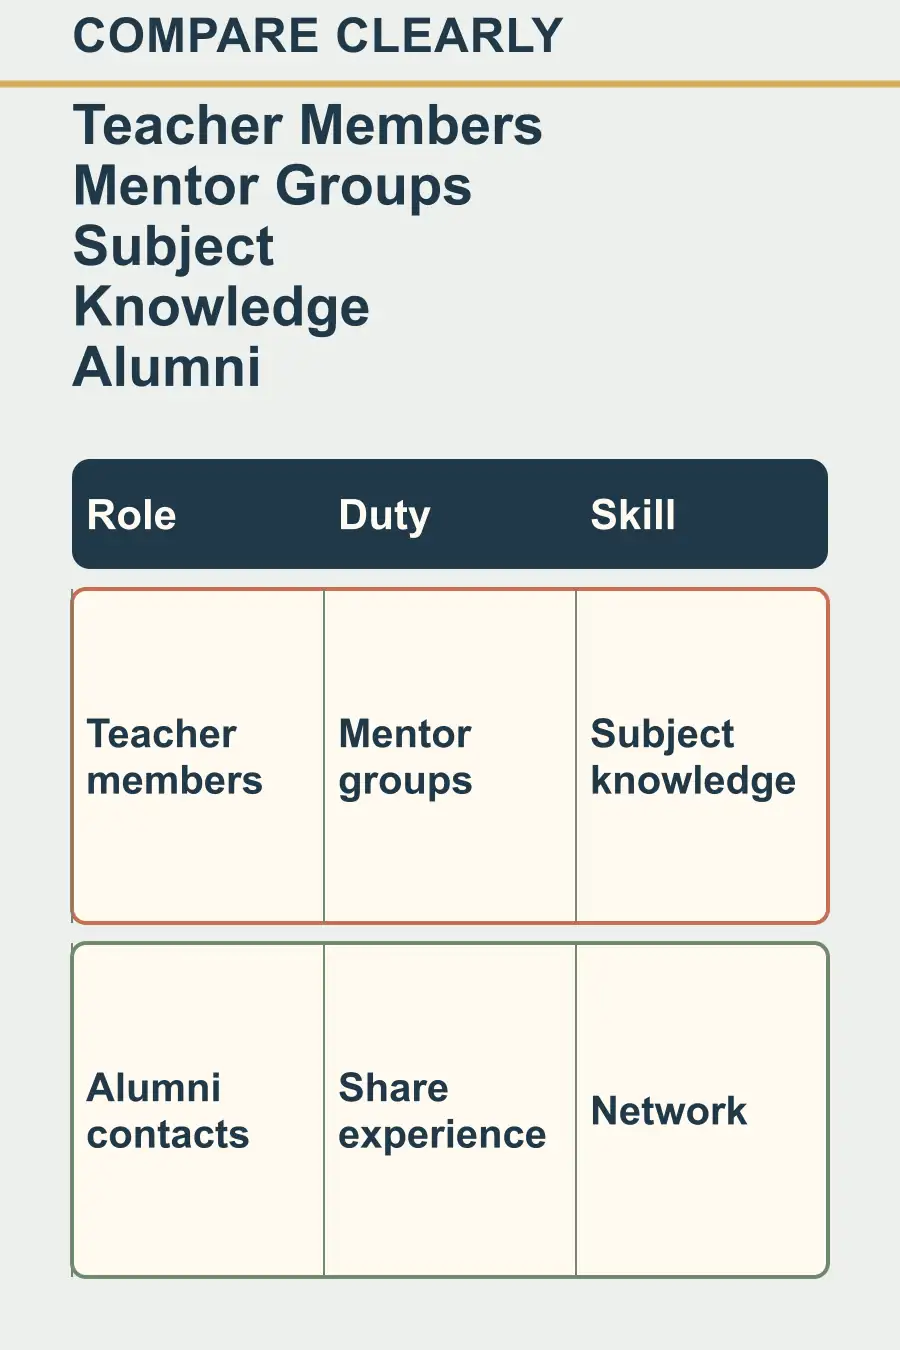 COMPARE CLEARLY
Teacher Members
Mentor Groups
Subject
Knowledge
Alumni
Role Duty Skill
Teacher
members
Mentor
groups
Subject
knowledge
Alumni
contacts
Share
experience
Network